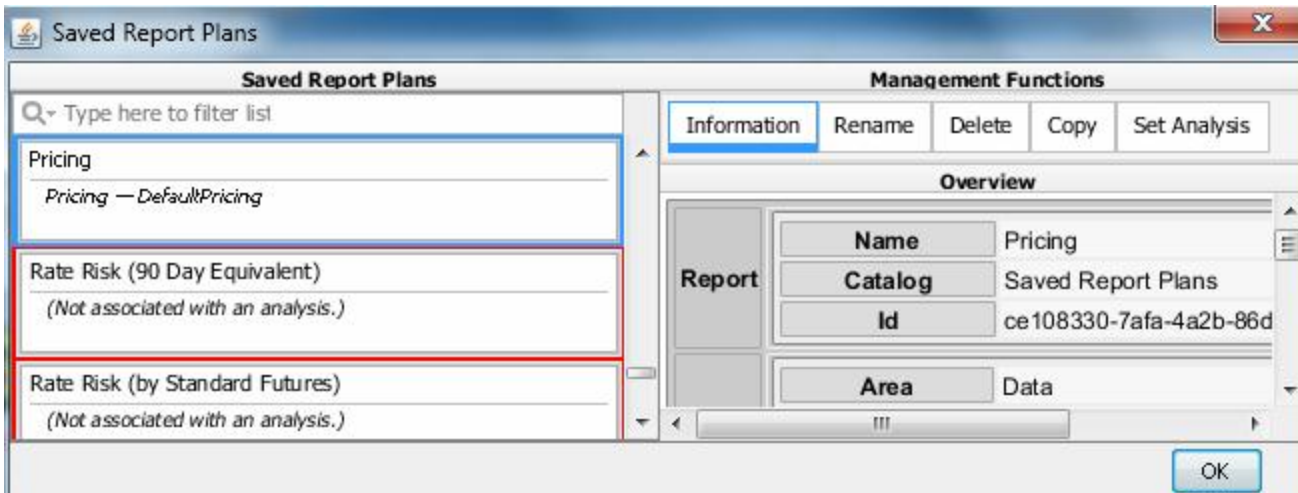 Saved Report Plans
Saved Report Plans
Type here to filter list
Pricing
Pricing — DefaultPricing
Rate Risk (90 Day Equivalent)
(Not associated with an analysis.)
Rate Risk (by Standard Futures)
(Not associated with an analysis.)
Management Functions
Information Rename Delete Copy Set Analysis
Overview
Report
Name Pricing
Catalog Saved Report Plans
Id ce108330-7afa-4a2b-86d
Area Data
OK